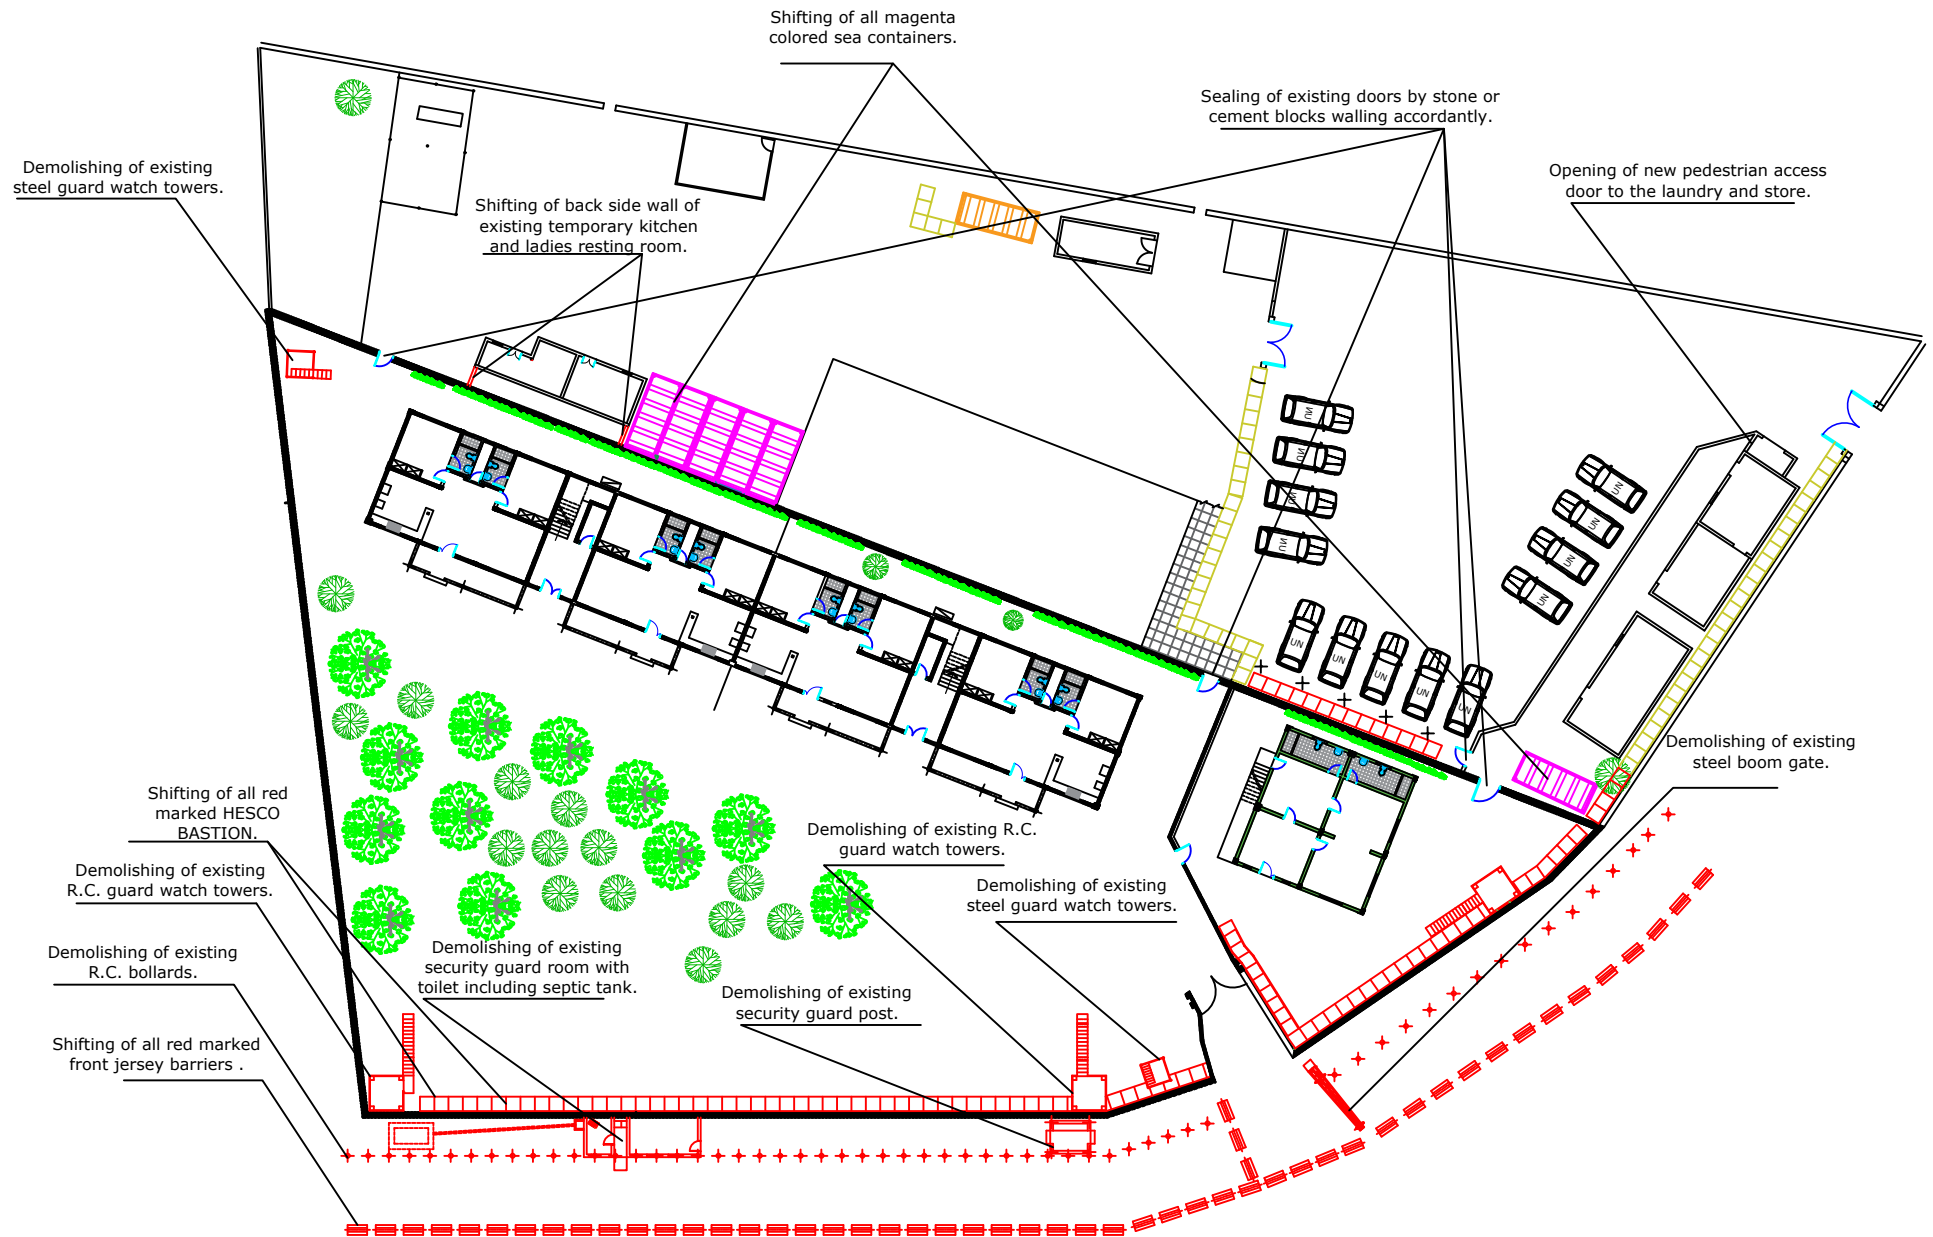 Shifting of all magenta
colored sea containers.
Sealing of existing doors by stone or
cement blocks walling accordantly.
Demolishing of existing
steel guard watch towers.
Opening of new pedestrian access
door to the laundry and store.
Shifting of back side wall of
existing temporary kitchen
and ladies resting room.
UN
UN
UN
UN
UN
UN
UN
UN
UN
UN
UN
UN
UN
Demolishing of existing
steel boom gate.
Shifting of all red
marked HESCO
BASTION.
Demolishing of existing R.C.
guard watch towers.
Demolishing of existing
R.C. guard watch towers.
Demolishing of existing
steel guard watch towers.
Demolishing of existing
R.C. bollards.
Demolishing of existing
security guard room with
toilet including septic tank.
Demolishing of existing
security guard post.
Shifting of all red marked
front jersey barriers .